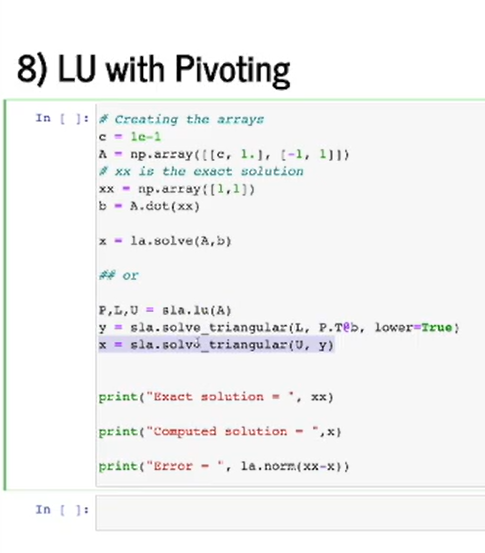 8) LU with Pivoting
In [ ]: # Creating the arrays
c = 1e-1
A = np.array([[c, 1.], [-1, 1]])
# xx is the exact solution
xx = np.array([1,1])
b = A.dot(xx)
x = la.solve(A,b)
## or
P,L,U = sla.lu(A)
y = sla.solve_triangular(L, P.T@b, lower=True)
x = sla.solve_triangular(U, y)
print("Exact solution = ", xx)
print("Computed solution = ",x)
print("Error = ", la.norm(xx-x))
In [ ]: